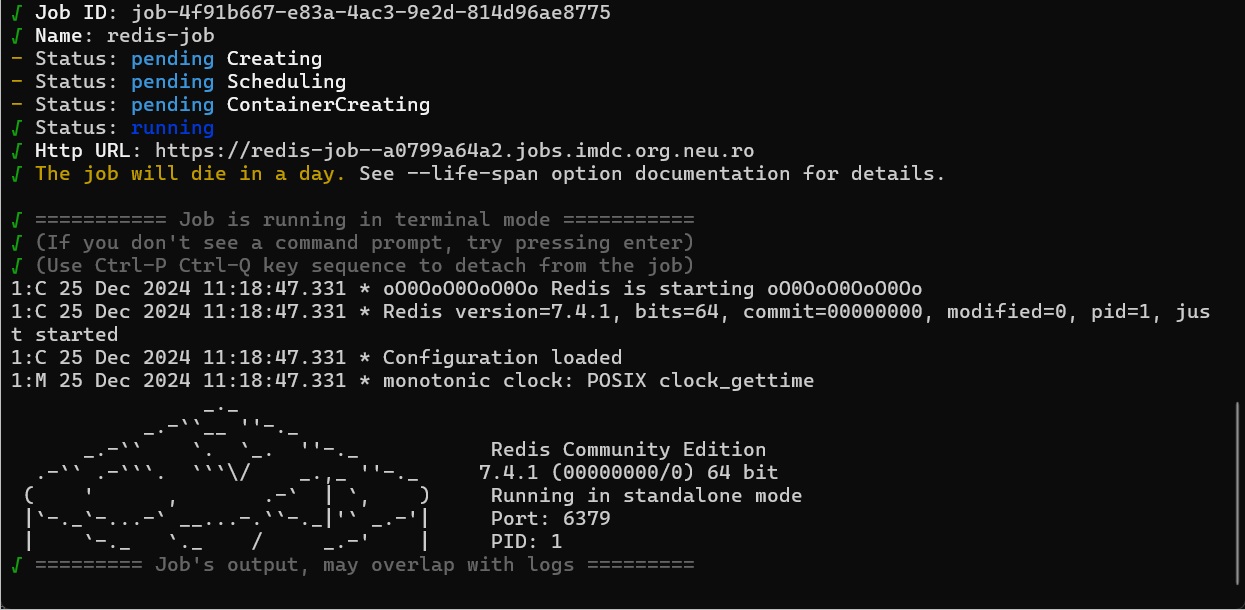 √ Job ID: job-4f91b667-e83a-4ac3-9e2d-814d96ae8775
√ Name: redis-job
- Status: pending Creating
- Status: pending Scheduling
- Status: pending ContainerCreating
√ Status: running
√ Http URL: https://redis-job--a0799a64a2.jobs.imdc.org.neu.ro
√ The job will die in a day. See --life-span option documentation for details.
√ =========== Job is running in terminal mode ===========
√ (If you don't see a command prompt, try pressing enter)
√ (Use Ctrl-P Ctrl-Q key sequence to detach from the job)
1:C 25 Dec 2024 11:18:47.331 * oO0OoO0OoO0Oo Redis is starting oO0OoO0OoO0Oo
1:C 25 Dec 2024 11:18:47.331 * Redis version=7.4.1, bits=64, commit=00000000, modified=0, pid=1, jus
t started
1:C 25 Dec 2024 11:18:47.331 * Configuration loaded
1:M 25 Dec 2024 11:18:47.331 * monotonic clock: POSIX clock_gettime
Redis Community Edition
7.4.1 (00000000/0) 64 bit
Running in standalone mode
Port: 6379
PID: 1
√ ========= Job's output, may overlap with logs =========